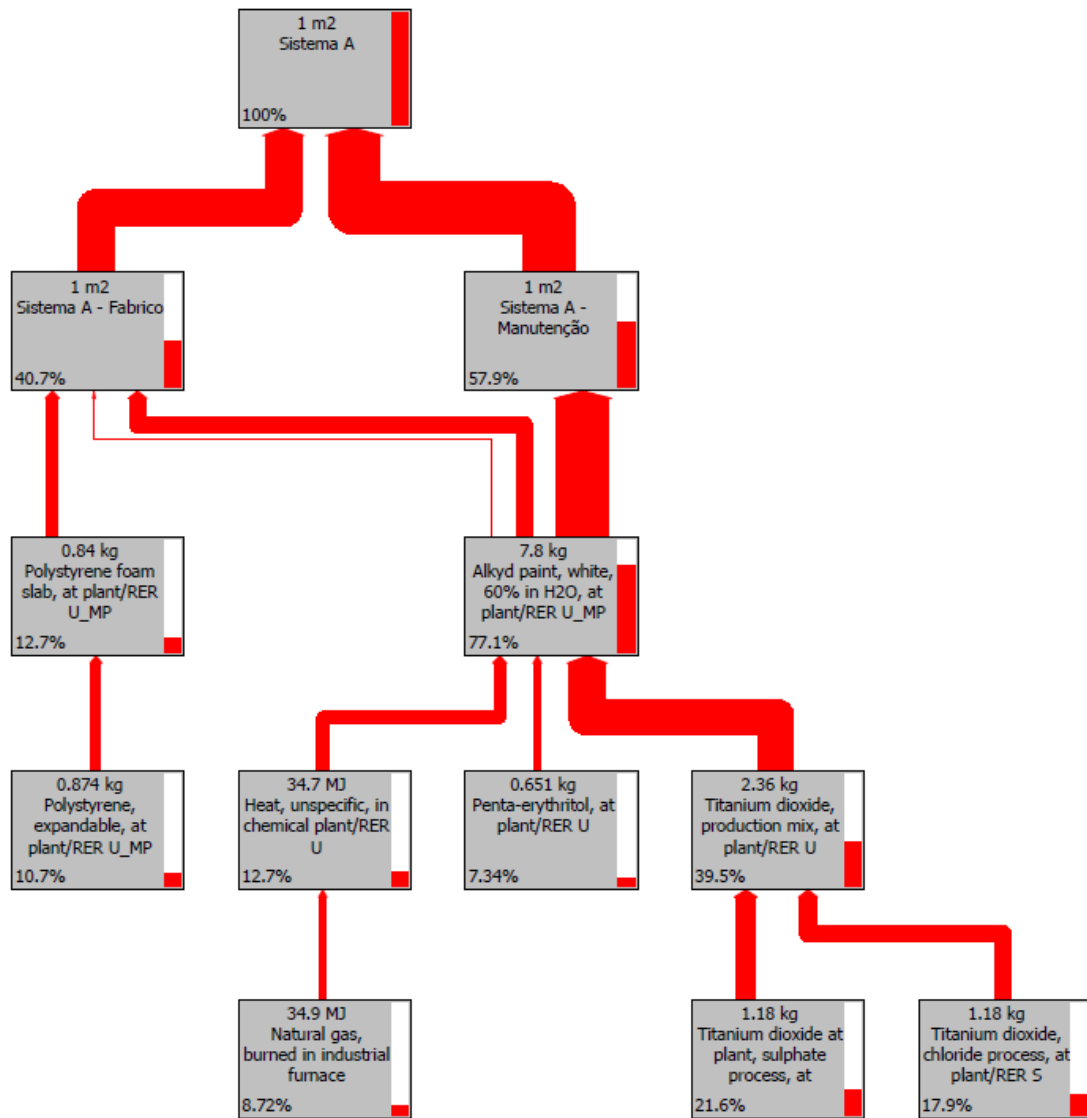 1 m2
Sistema A
100%
1 m2
Sistema A - Fabrico
40.7%
1 m2
Sistema A -
Manutenção
57.9%
0.84 kg
Polystyrene foam
slab, at plant/RER
U_MP
12.7%
7.8 kg
Alkyd paint, white,
60% in H2O, at
plant/RER U_MP
77.1%
0.874 kg
Polystyrene,
expandable, at
plant/RER U_MP
10.7%
34.7 MJ
Heat, unspecific, in
chemical plant/RER
U
12.7%
0.651 kg
Penta-erythritol, at
plant/RER U
7.34%
2.36 kg
Titanium dioxide,
production mix, at
plant/RER U
39.5%
34.9 MJ
Natural gas,
burned in industrial
furnace
8.72%
1.18 kg
Titanium dioxide at
plant, sulphate
process, at
21.6%
1.18 kg
Titanium dioxide,
chloride process, at
plant/RER S
17.9%